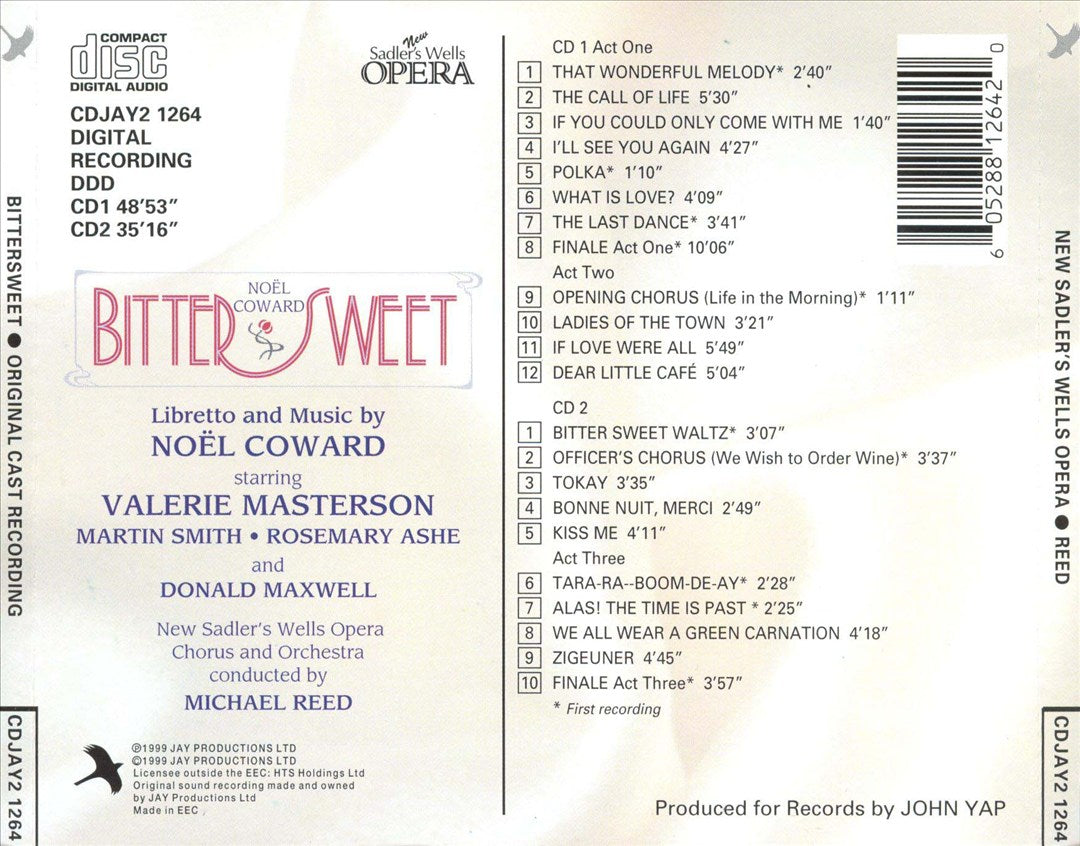 COMPACT
disc
DIGITAL AUDIO
New
Sadler's Wells
OPERA
CDJAY2 1264
DIGITAL
RECORDING
DDD
CD1 48’53”
CD2 35’16”
NOËL
COWARD
BITTER SWEET
Libretto and Music by
NOËL COWARD
starring
VALERIE MASTERSON
MARTIN SMITH • ROSEMARY ASHE
and
DONALD MAXWELL
New Sadler's Wells Opera
Chorus and Orchestra
conducted by
MICHAEL REED
℗1999 JAY PRODUCTIONS LTD
©1999 JAY PRODUCTIONS LTD
Licensee outside the EEC: HTS Holdings Ltd
Original sound recording made and owned
by JAY Productions Ltd
Made in EEC
CD 1 Act One
1 THAT WONDERFUL MELODY* 2’40”
2 THE CALL OF LIFE 5’30”
3 IF YOU COULD ONLY COME WITH ME 1’40”
4 I’LL SEE YOU AGAIN 4’27”
5 POLKA* 1’10”
6 WHAT IS LOVE? 4’09”
7 THE LAST DANCE* 3’41”
8 FINALE Act One* 10’06”
Act Two
9 OPENING CHORUS (Life in the Morning)* 1’11”
10 LADIES OF THE TOWN 3’21”
11 IF LOVE WERE ALL 5’49”
12 DEAR LITTLE CAFÉ 5’04”
CD 2
1 BITTER SWEET WALTZ* 3’07”
2 OFFICER’S CHORUS (We Wish to Order Wine)* 3’37”
3 TOKAY 3’35”
4 BONNE NUIT, MERCI 2’49”
5 KISS ME 4’11”
Act Three
6 TARA-RA--BOOM-DE-AY* 2’28”
7 ALAS! THE TIME IS PAST * 2’25”
8 WE ALL WEAR A GREEN CARNATION 4’18”
9 ZIGEUNER 4’45”
10 FINALE Act Three* 3’57”
* First recording
Produced for Records by JOHN YAP
6 05288 12642 0
BITTERSWEET ● ORIGINAL CAST RECORDING
CDJAY2 1264
NEW SADLER'S WELLS OPERA ● REED
CDJAY2 1264